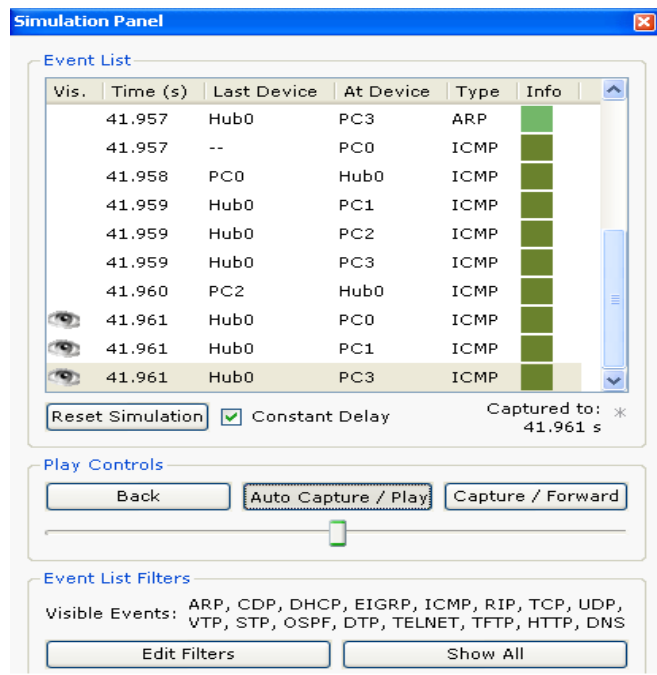 Simulation Panel
Event List
Vis. Time (s) Last Device At Device Type Info
41.957 Hub0 PC3 ARP
41.957 -- PC0 ICMP
41.958 PC0 Hub0 ICMP
41.959 Hub0 PC1 ICMP
41.959 Hub0 PC2 ICMP
41.959 Hub0 PC3 ICMP
41.960 PC2 Hub0 ICMP
41.961 Hub0 PC0 ICMP
41.961 Hub0 PC1 ICMP
41.961 Hub0 PC3 ICMP
Reset Simulation Constant Delay Captured to: *
41.961 s
Play Controls
Back Auto Capture / Play Capture / Forward
Event List Filters
Visible Events: ARP, CDP, DHCP, EIGRP, ICMP, RIP, TCP, UDP,
VTP, STP, OSPF, DTP, TELNET, TFTP, HTTP, DNS
Edit Filters Show All